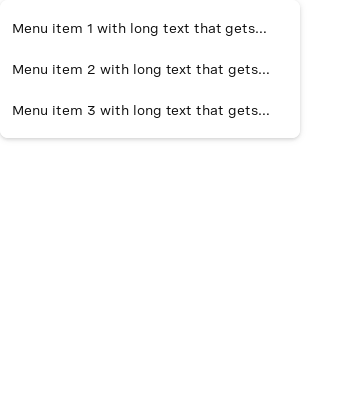 Menu item 1 with long text that gets...
Menu item 2 with long text that gets...
Menu item 3 with long text that gets...